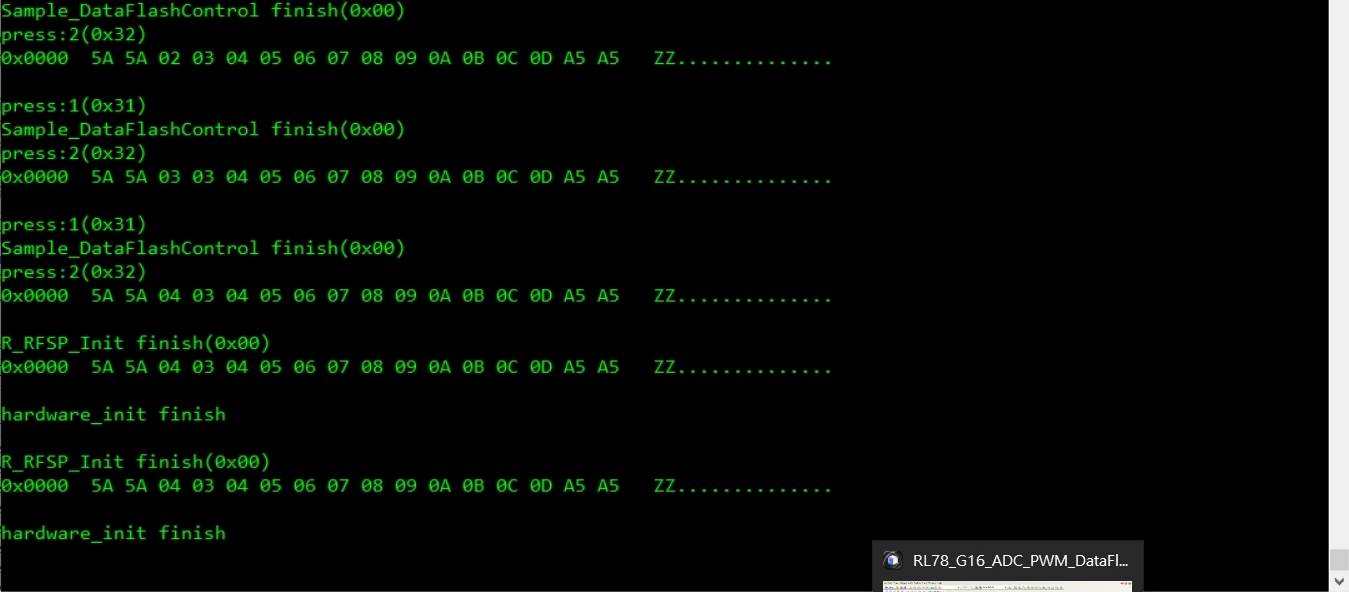 Sample_DataFlashControl finish(0x00)
press:2(0x32)
0x0000  5A 5A 02 03 04 05 06 07 08 09 0A 0B 0C 0D A5 A5   ZZ..............
press:1(0x31)
Sample_DataFlashControl finish(0x00)
press:2(0x32)
0x0000  5A 5A 03 03 04 05 06 07 08 09 0A 0B 0C 0D A5 A5   ZZ..............
press:1(0x31)
Sample_DataFlashControl finish(0x00)
press:2(0x32)
0x0000  5A 5A 04 03 04 05 06 07 08 09 0A 0B 0C 0D A5 A5   ZZ..............
R_RFSP_Init finish(0x00)
0x0000  5A 5A 04 03 04 05 06 07 08 09 0A 0B 0C 0D A5 A5   ZZ..............
hardware_init finish
R_RFSP_Init finish(0x00)
0x0000  5A 5A 04 03 04 05 06 07 08 09 0A 0B 0C 0D A5 A5   ZZ..............
hardware_init finish
RL78_G16_ADC_PWM_DataFl...